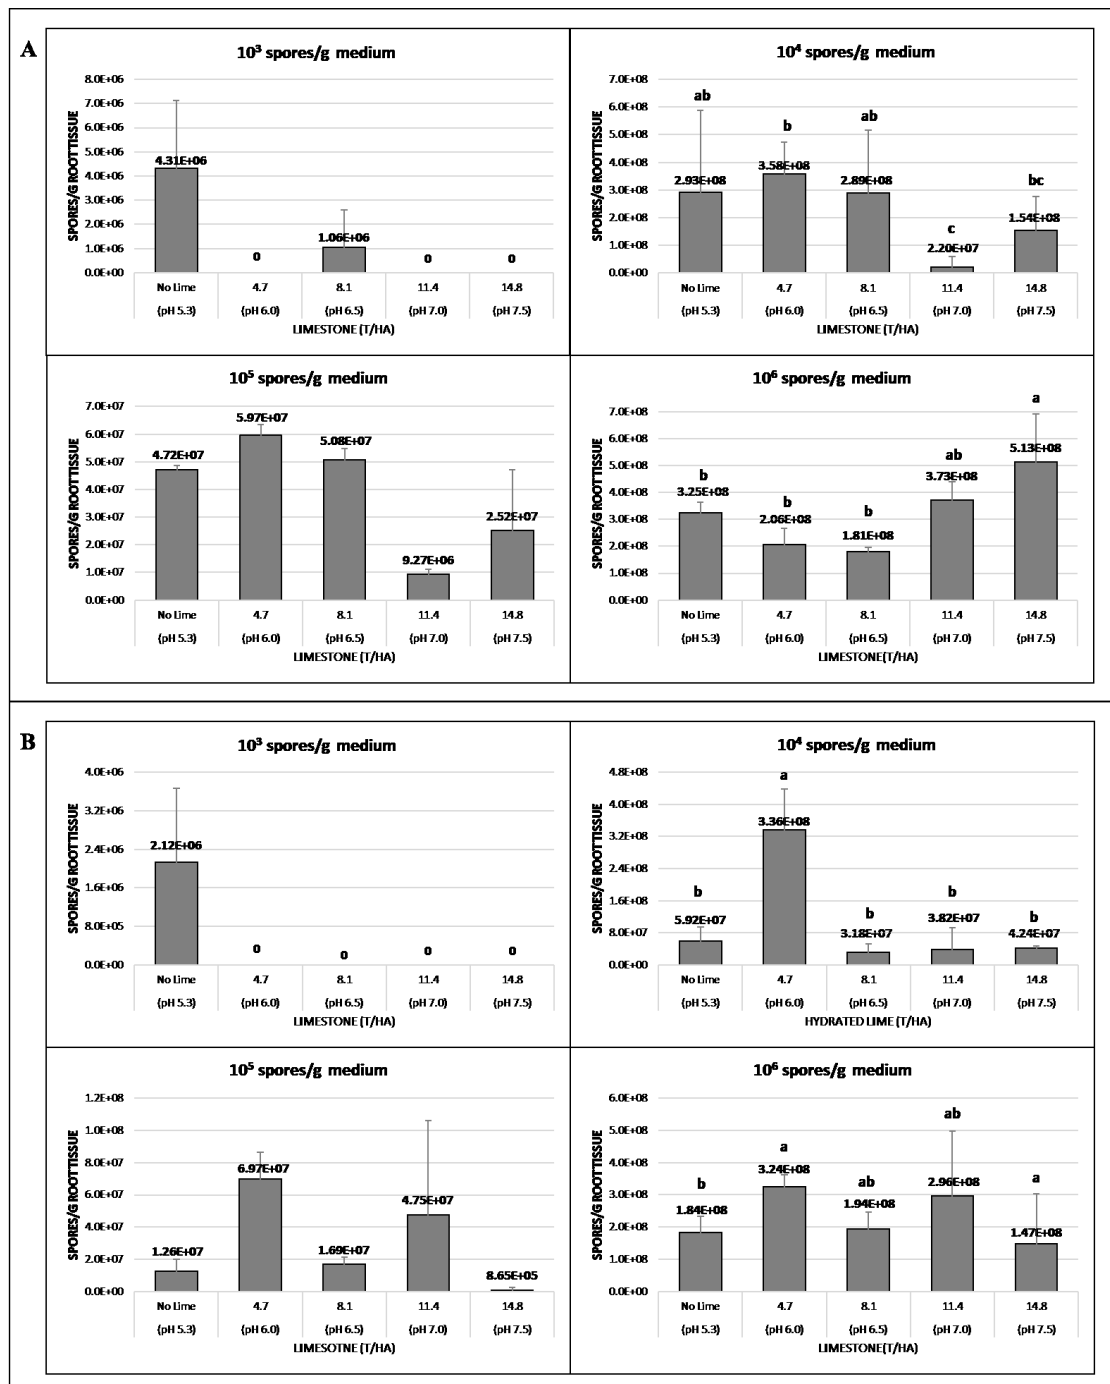 A
10³ spores/g medium
SPORES/G ROOT TISSUE
8.0E+06
7.0E+06
6.0E+06
5.0E+06
4.0E+06
3.0E+06
2.0E+06
1.0E+06
0.0E+00
4.31E+06
0
1.06E+06
0
0
No Lime 4.7 8.1 11.4 14.8
(pH 5.3) (pH 6.0) (pH 6.5) (pH 7.0) (pH 7.5)
LIMESTONE (T/HA)
10⁴ spores/g medium
SPORES/G ROOT TISSUE
7.0E+08
6.0E+08
5.0E+08
4.0E+08
3.0E+08
2.0E+08
1.0E+08
0.0E+00
ab
2.93E+08
b
3.58E+08
ab
2.89E+08
c
2.20E+07
bc
1.54E+08
No Lime 4.7 8.1 11.4 14.8
(pH 5.3) (pH 6.0) (pH 6.5) (pH 7.0) (pH 7.5)
LIMESTONE (T/HA)
10⁵ spores/g medium
SPORES/G ROOT TISSUE
7.0E+07
6.0E+07
5.0E+07
4.0E+07
3.0E+07
2.0E+07
1.0E+07
0.0E+00
4.72E+07
5.97E+07
5.08E+07
9.27E+06
2.52E+07
No Lime 4.7 8.1 11.4 14.8
(pH 5.3) (pH 6.0) (pH 6.5) (pH 7.0) (pH 7.5)
LIMESTONE (T/HA)
10⁶ spores/g medium
SPORES/G ROOT TISSUE
7.0E+08
6.0E+08
5.0E+08
4.0E+08
3.0E+08
2.0E+08
1.0E+08
0.0E+00
b
3.25E+08
b
2.06E+08
b
1.81E+08
ab
3.73E+08
a
5.13E+08
No Lime 4.7 8.1 11.4 14.8
(pH 5.3) (pH 6.0) (pH 6.5) (pH 7.0) (pH 7.5)
LIMESTONE(T/HA)
B
10³ spores/g medium
SPORES/G ROOT TISSUE
4.0E+06
3.2E+06
2.4E+06
1.6E+06
8.0E+05
0.0E+00
2.12E+06
0
0
0
0
No Lime 4.7 8.1 11.4 14.8
(pH 5.3) (pH 6.0) (pH 6.5) (pH 7.0) (pH 7.5)
LIMESTONE (T/HA)
10⁴ spores/g medium
SPORES/G ROOT TISSUE
4.8E+08
4.0E+08
3.2E+08
2.4E+08
1.6E+08
8.0E+07
0.0E+00
b
5.92E+07
a
3.36E+08
b
3.18E+07
b
3.82E+07
b
4.24E+07
No Lime 4.7 8.1 11.4 14.8
(pH 5.3) (pH 6.0) (pH 6.5) (pH 7.0) (pH 7.5)
HYDRATED LIME (T/HA)
10⁵ spores/g medium
SPORES/G ROOT TISSUE
1.2E+08
1.0E+08
8.0E+07
6.0E+07
4.0E+07
2.0E+07
0.0E+00
1.26E+07
6.97E+07
1.69E+07
4.75E+07
8.65E+05
No Lime 4.7 8.1 11.4 14.8
(pH 5.3) (pH 6.0) (pH 6.5) (pH 7.0) (pH 7.5)
LIMESOTNE (T/HA)
10⁶ spores/g medium
SPORES/G ROOT TISSUE
6.0E+08
5.0E+08
4.0E+08
3.0E+08
2.0E+08
1.0E+08
0.0E+00
b
1.84E+08
a
3.24E+08
ab
1.94E+08
ab
2.96E+08
a
1.47E+08
No Lime 4.7 8.1 11.4 14.8
(pH 5.3) (pH 6.0) (pH 6.5) (pH 7.0) (pH 7.5)
LIMESTONE(T/HA)